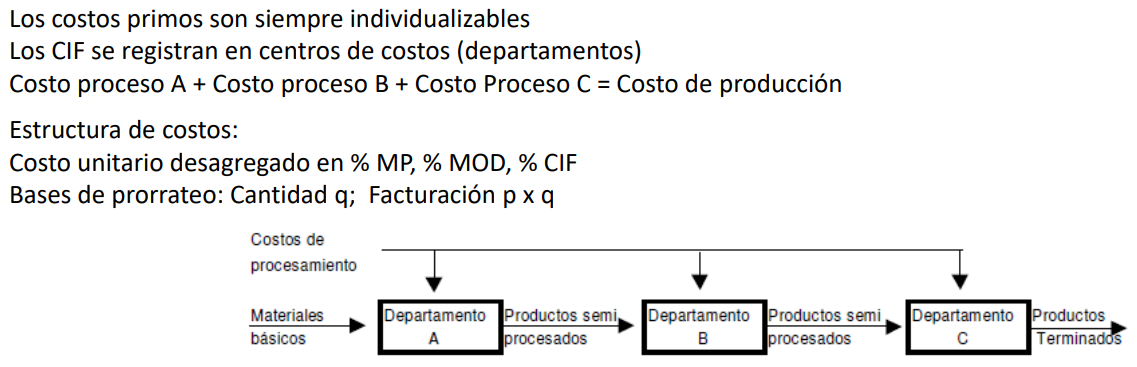 Los costos primos son siempre individualizables
Los CIF se registran en centros de costos (departamentos)
Costo proceso A + Costo proceso B + Costo Proceso C = Costo de producción
Estructura de costos:
Costo unitario desagregado en % MP, % MOD, % CIF
Bases de prorrateo: Cantidad q;  Facturación p x q
Costos de
procesamiento
Materiales
básicos
Departamento
A
Productos semi
procesados
Departamento
B
Productos semi
procesados
Departamento
C
Productos
Terminados